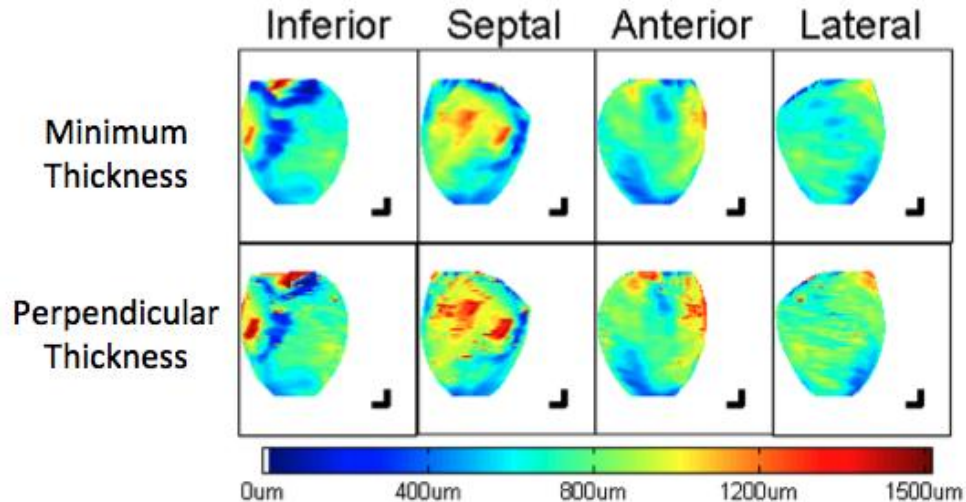 Inferior Septal Anterior Lateral
Minimum
Thickness
Perpendicular
Thickness
0um 400um 800um 1200um 1500um